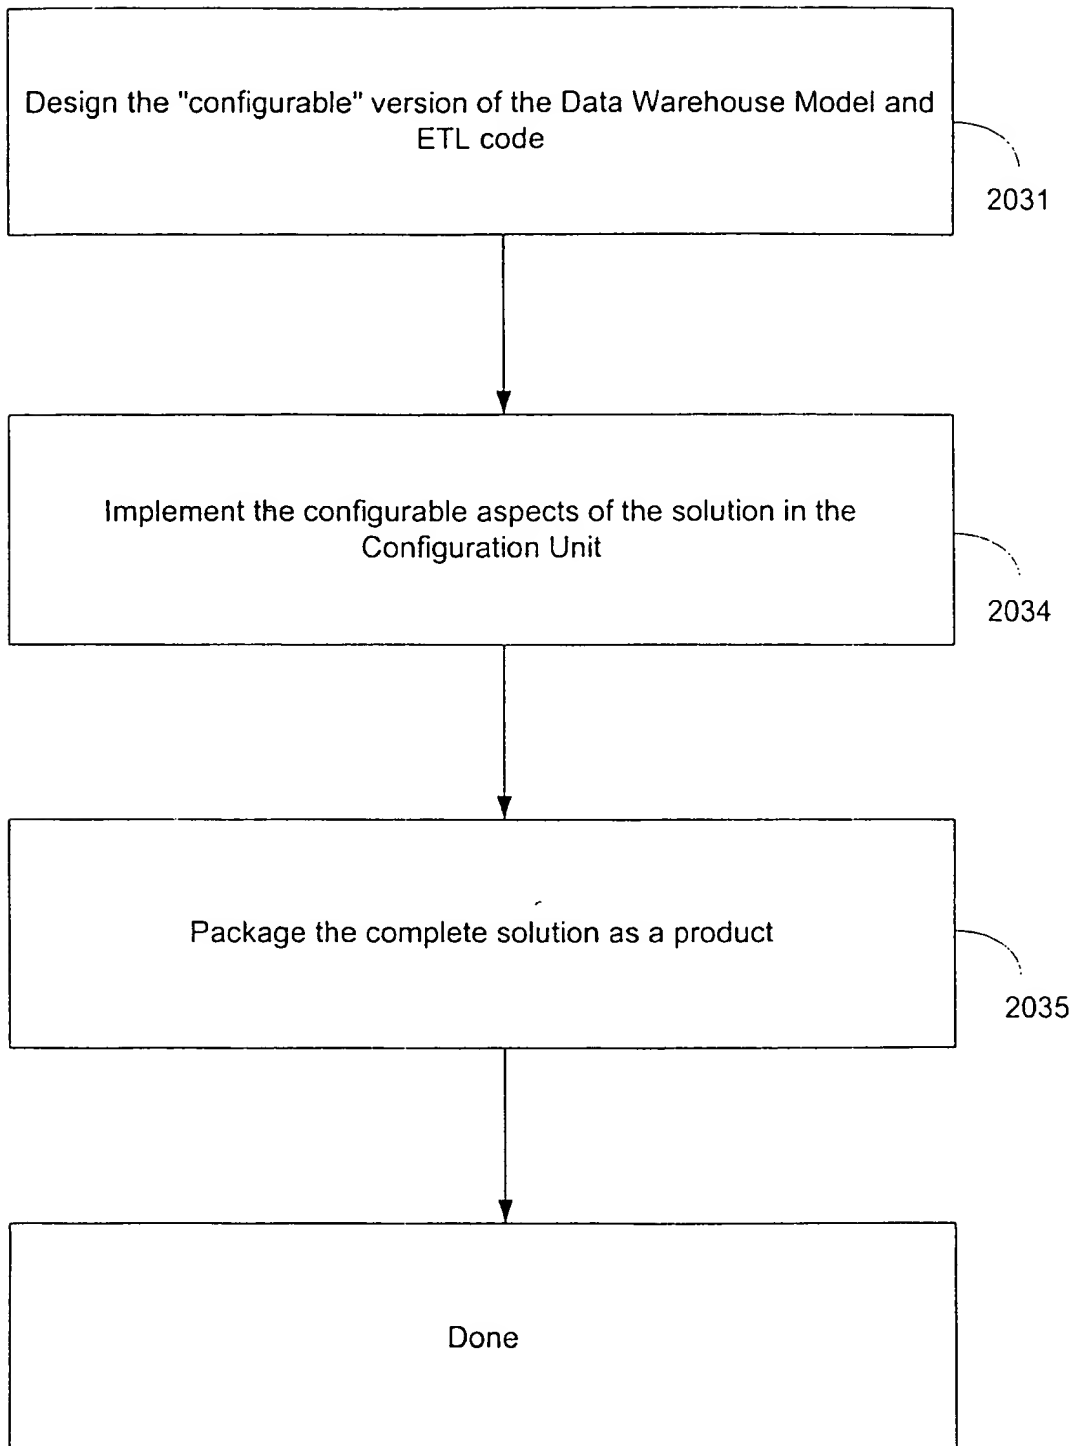 Design the "configurable" version of the Data Warehouse Model and
ETL code
2031
Implement the configurable aspects of the solution in the
Configuration Unit
2034
Package the complete solution as a product
2035
Done